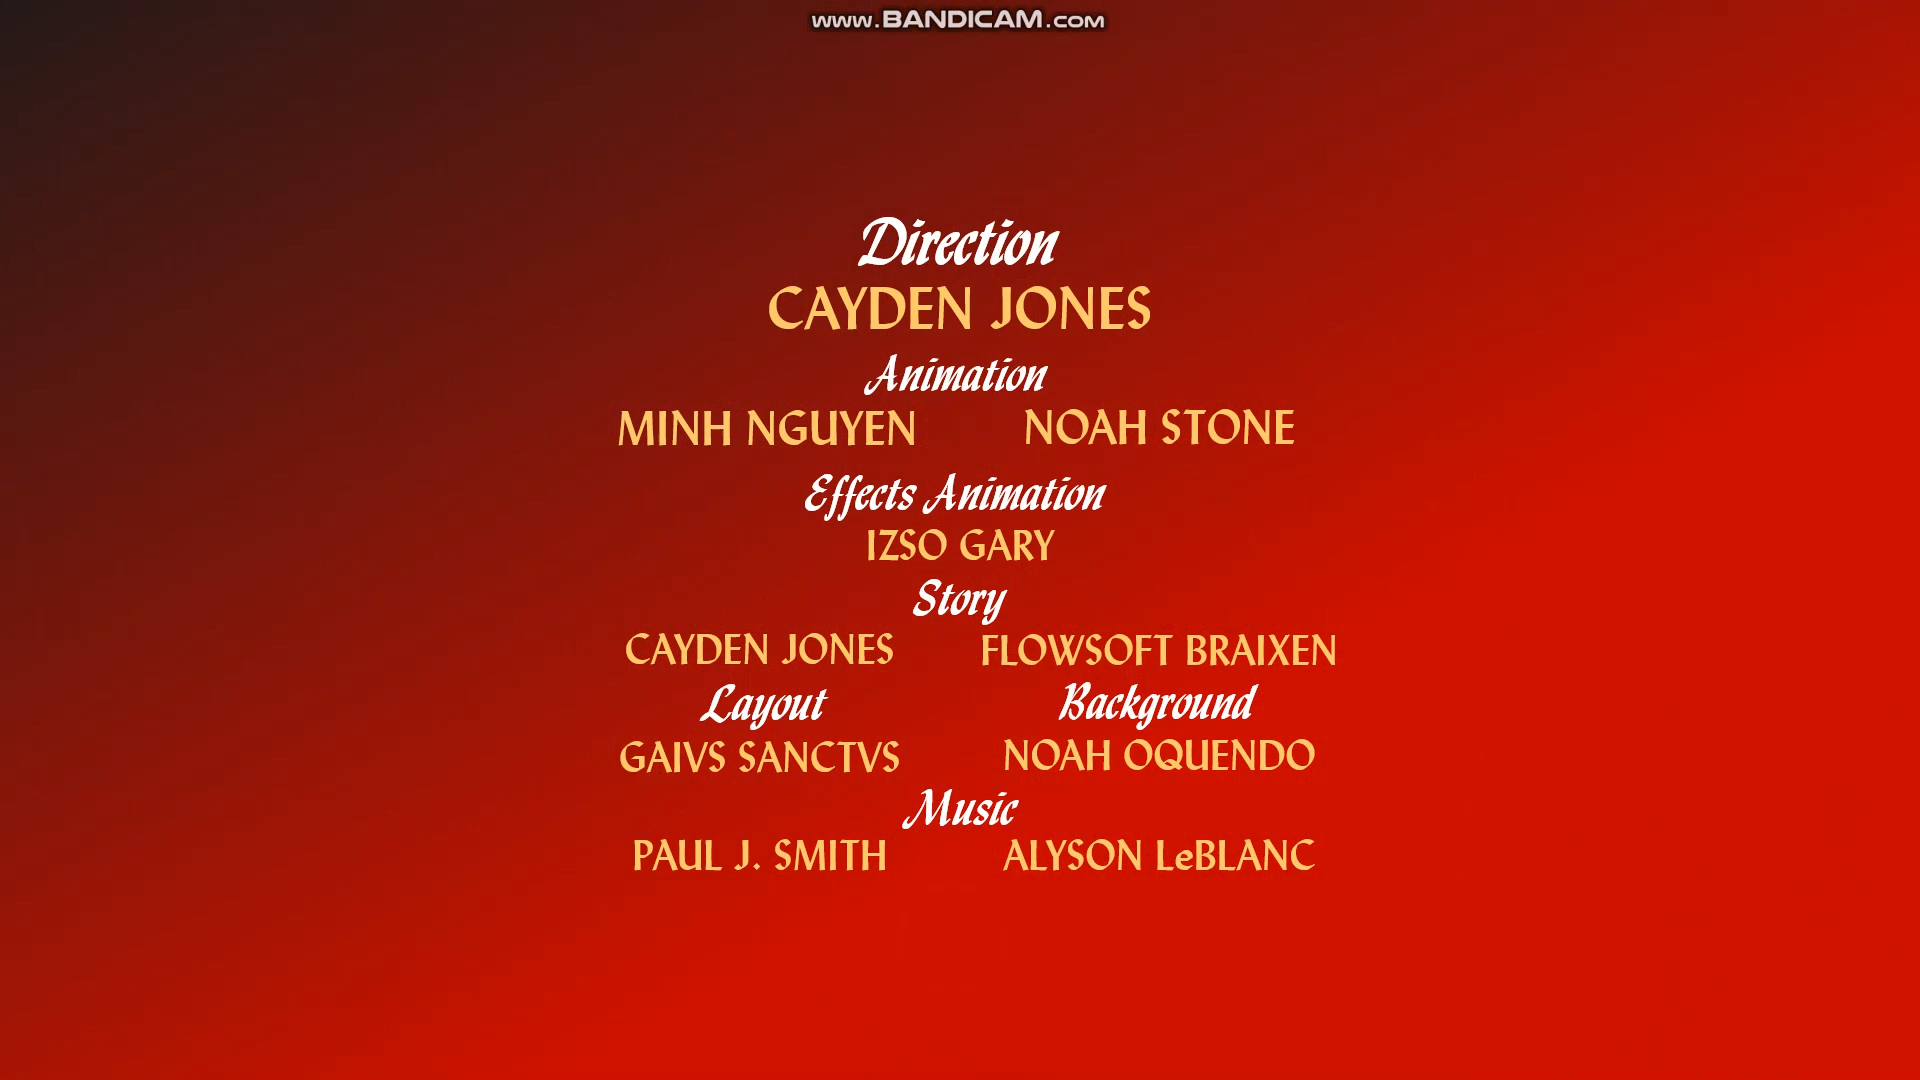 www.BANDICAM.com
Direction
CAYDEN JONES
Animation
MINH NGUYEN NOAH STONE
Effects Animation
IZSO GARY
Story
CAYDEN JONES FLOWSOFT BRAIXEN
Layout Background
GAIVS SANCTVS NOAH OQUENDO
Music
PAUL J. SMITH ALYSON LeBLANC